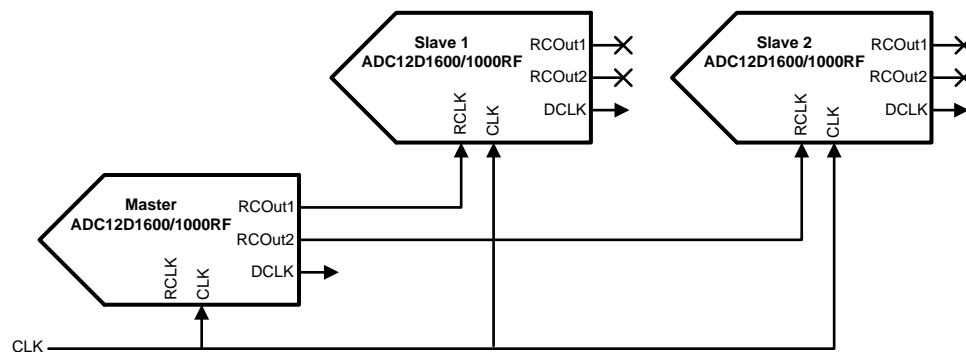 Slave 1
ADC12D1600/1000RF
RCOut1
RCOut2
DCLK
RCLK
CLK
Slave 2
ADC12D1600/1000RF
RCOut1
RCOut2
DCLK
RCLK
CLK
Master
ADC12D1600/1000RF
RCOut1
RCOut2
DCLK
RCLK
CLK
CLK